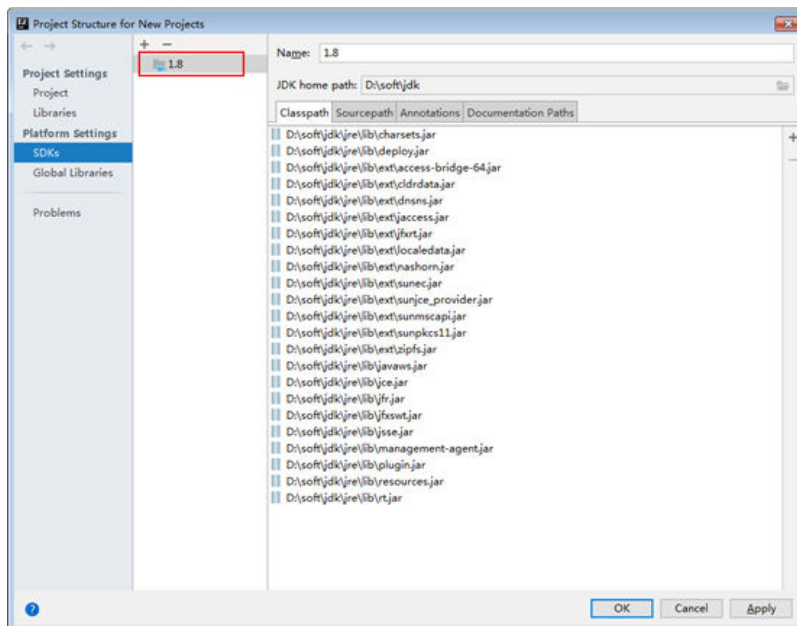 Project Structure for New Projects
Project Settings
Project
Libraries
Platform Settings
SDKs
Global Libraries
Problems
1.8
Name: 1.8
JDK home path: D:\soft\jdk
Classpath Sourcepath Annotations Documentation Paths
D:\soft\jdk\jre\lib\charsets.jar
D:\soft\jdk\jre\lib\deploy.jar
D:\soft\jdk\jre\lib\ext\access-bridge-64.jar
D:\soft\jdk\jre\lib\ext\cldrdata.jar
D:\soft\jdk\jre\lib\ext\dnsns.jar
D:\soft\jdk\jre\lib\ext\jaccess.jar
D:\soft\jdk\jre\lib\ext\jfxrt.jar
D:\soft\jdk\jre\lib\ext\localedata.jar
D:\soft\jdk\jre\lib\ext\nashorn.jar
D:\soft\jdk\jre\lib\ext\sunec.jar
D:\soft\jdk\jre\lib\ext\sunjce_provider.jar
D:\soft\jdk\jre\lib\ext\sunmscapi.jar
D:\soft\jdk\jre\lib\ext\sunpkcs11.jar
D:\soft\jdk\jre\lib\ext\zipfs.jar
D:\soft\jdk\jre\lib\javaws.jar
D:\soft\jdk\jre\lib\jce.jar
D:\soft\jdk\jre\lib\jfr.jar
D:\soft\jdk\jre\lib\jfxswt.jar
D:\soft\jdk\jre\lib\jsse.jar
D:\soft\jdk\jre\lib\management-agent.jar
D:\soft\jdk\jre\lib\plugin.jar
D:\soft\jdk\jre\lib\resources.jar
D:\soft\jdk\jre\lib\rt.jar
OK Cancel Apply